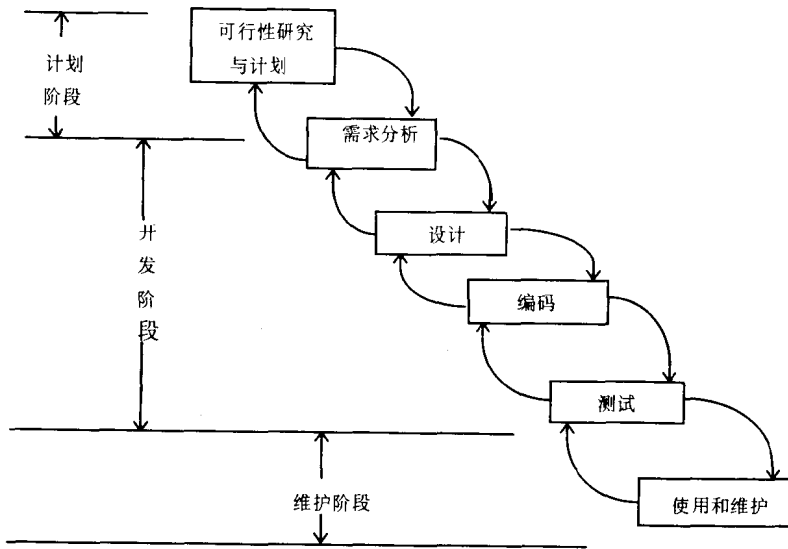 可行性研究
与计划
计划
阶段
需求分析
设计
开
发
阶
段
编码
测试
维护阶段
使用和维护